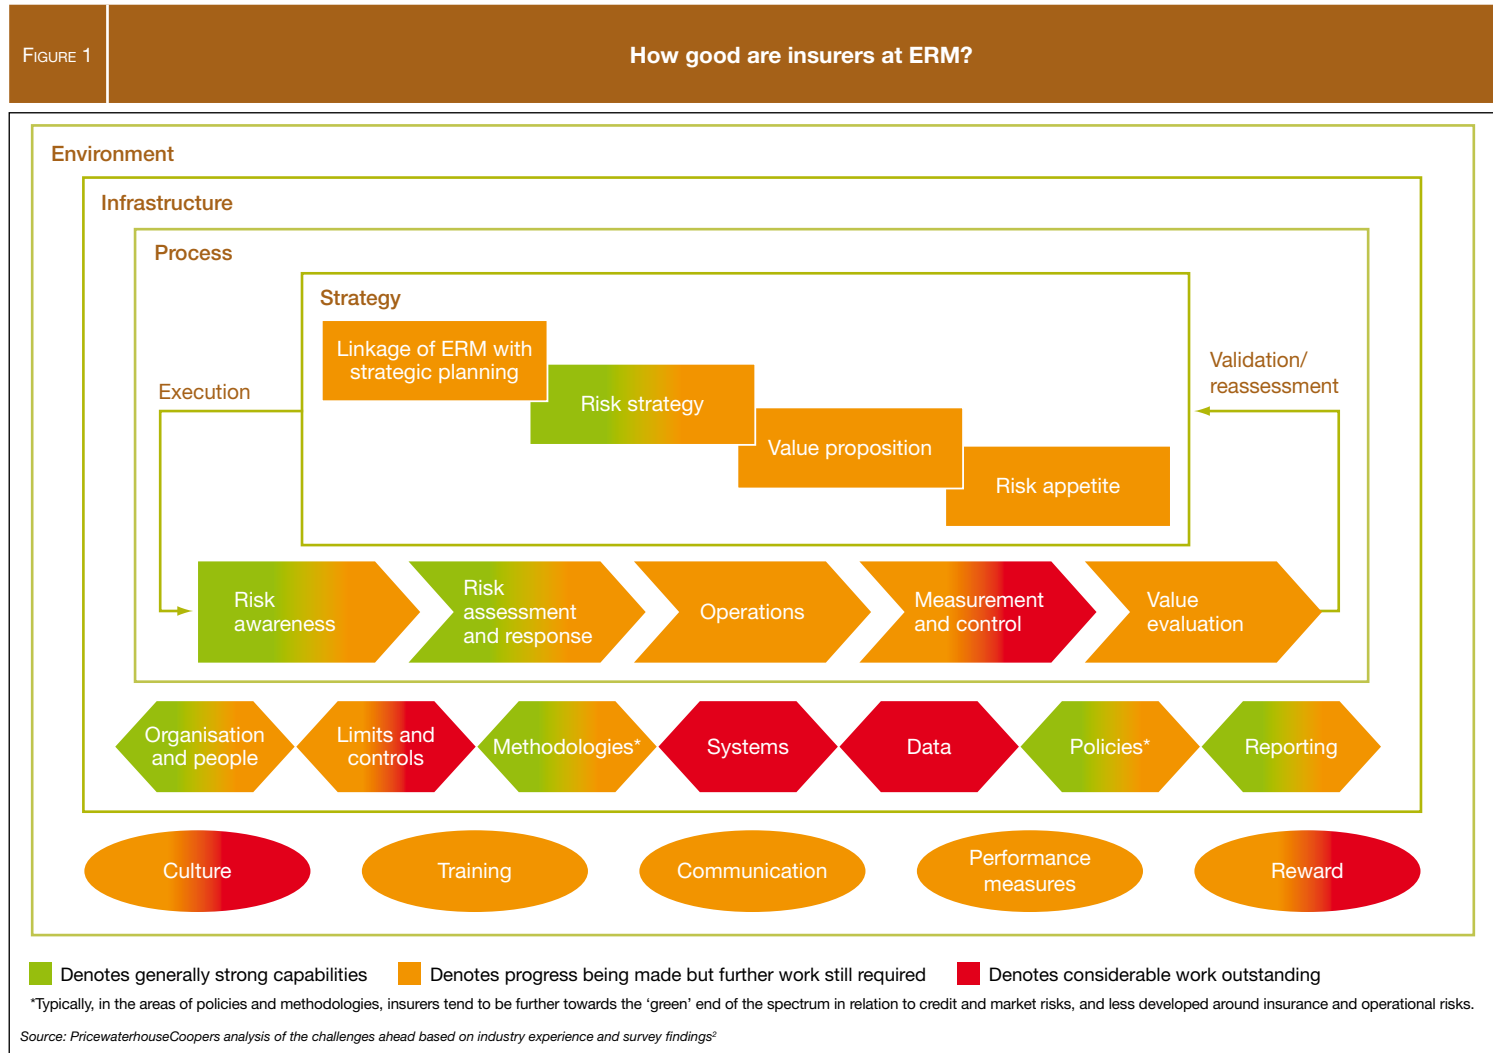 FIGURE 1
How good are insurers at ERM?
Environment
Infrastructure
Process
Strategy
Linkage of ERM with
strategic planning
Risk strategy
Value proposition
Risk appetite
Execution
Validation/
reassessment
Risk
awareness
Risk
assessment
and response
Operations
Measurement
and control
Value
evaluation
Organisation
and people
Limits and
controls
Methodologies*
Systems
Data
Policies*
Reporting
Culture
Training
Communication
Performance
measures
Reward
Denotes generally strong capabilities
Denotes progress being made but further work still required
Denotes considerable work outstanding
*Typically, in the areas of policies and methodologies, insurers tend to be further towards the ‘green’ end of the spectrum in relation to credit and market risks, and less developed around insurance and operational risks.
Source: PricewaterhouseCoopers analysis of the challenges ahead based on industry experience and survey findings²